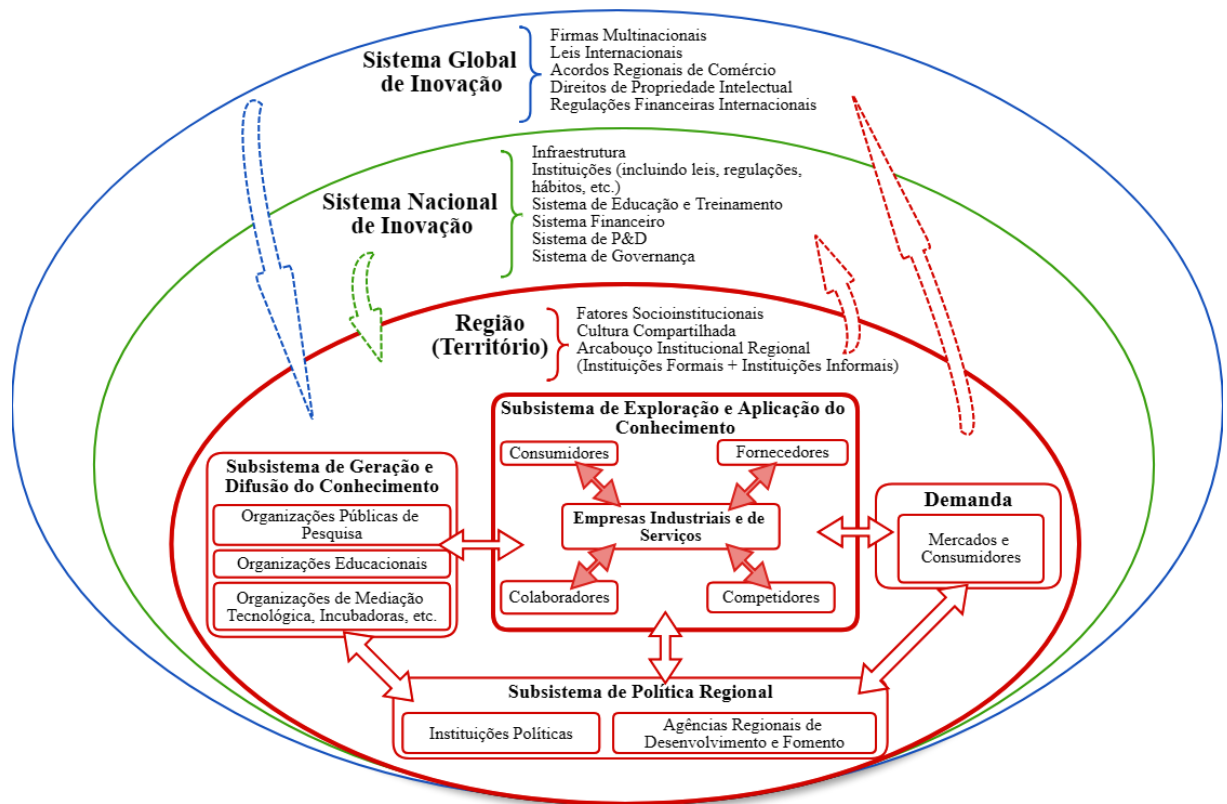 Sistema Global
de Inovação
Firmas Multinacionais
Leis Internacionais
Acordos Regionais de Comércio
Direitos de Propriedade Intelectual
Regulações Financeiras Internacionais
Sistema Nacional
de Inovação
Infraestrutura
Instituições (incluindo leis, regulações,
hábitos, etc.)
Sistema de Educação e Treinamento
Sistema Financeiro
Sistema de P&D
Sistema de Governança
Região
(Território)
Fatores Socioinstitucionais
Cultura Compartilhada
Arcabouço Institucional Regional
(Instituições Formais + Instituições Informais)
Subsistema de Geração e
Difusão do Conhecimento
Organizações Públicas de
Pesquisa
Organizações Educacionais
Organizações de Mediação
Tecnológica, Incubadoras, etc.
Subsistema de Exploração e Aplicação do
Conhecimento
Consumidores
Fornecedores
Empresas Industriais e de
Serviços
Colaboradores
Competidores
Demanda
Mercados e
Consumidores
Subsistema de Política Regional
Instituições Políticas
Agências Regionais de
Desenvolvimento e Fomento